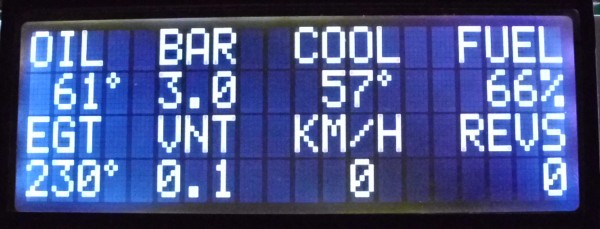 OIL BAR COOL FUEL
61° 3.0 57° 66%
EGT VNT KM/H REVS
230° 0.1 0 0